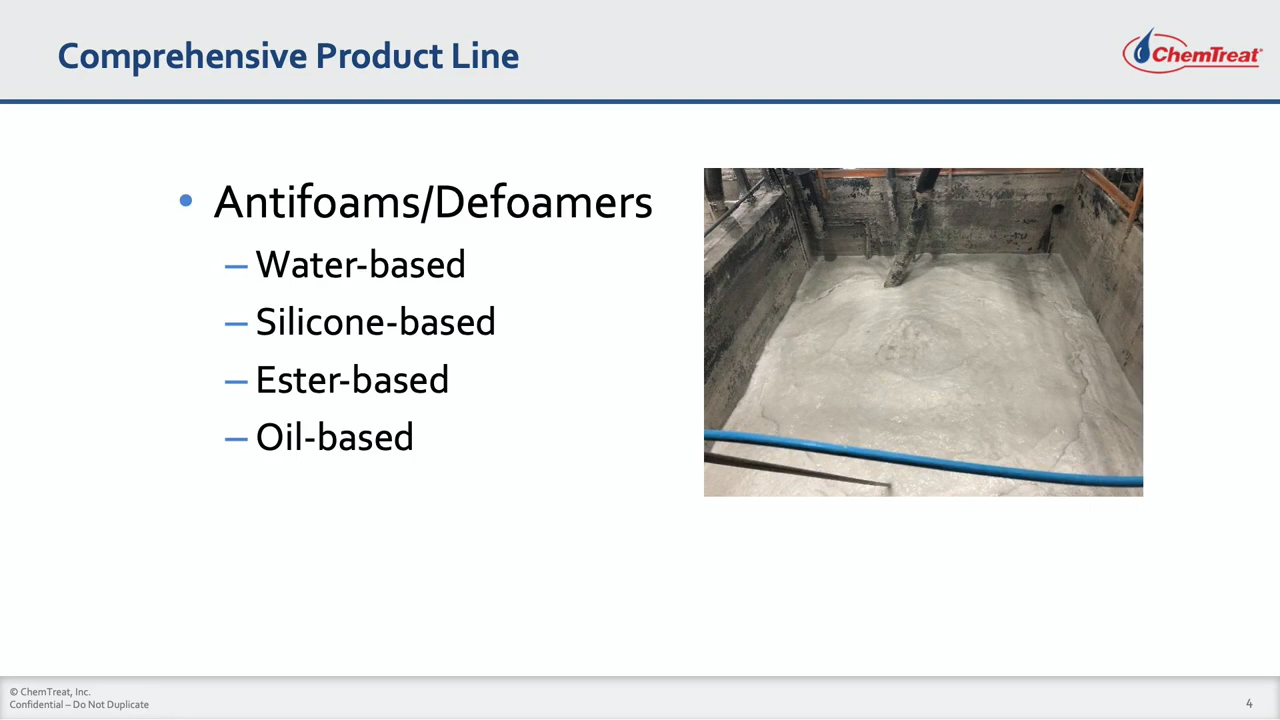 Comprehensive Product Line
ChemTreat®
• Antifoams/Defoamers
– Water-based
– Silicone-based
– Ester-based
– Oil-based
© ChemTreat, Inc.
Confidential – Do Not Duplicate
4